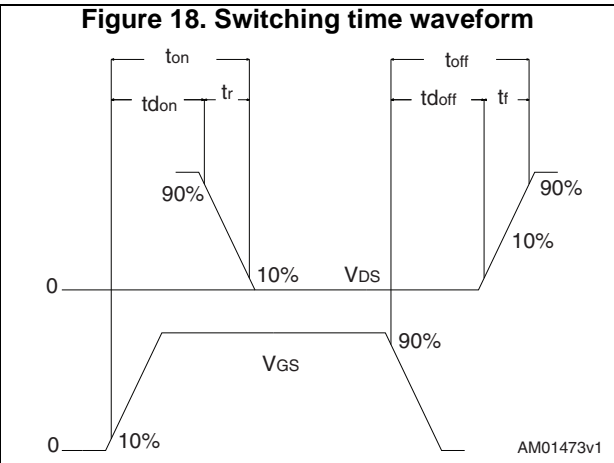 Figure 18. Switching time waveform
ton
toff
tdon
tr
tdoff
tf
90%
90%
10%
10%
0
VDS
90%
VGS
0
10%
AM01473v1